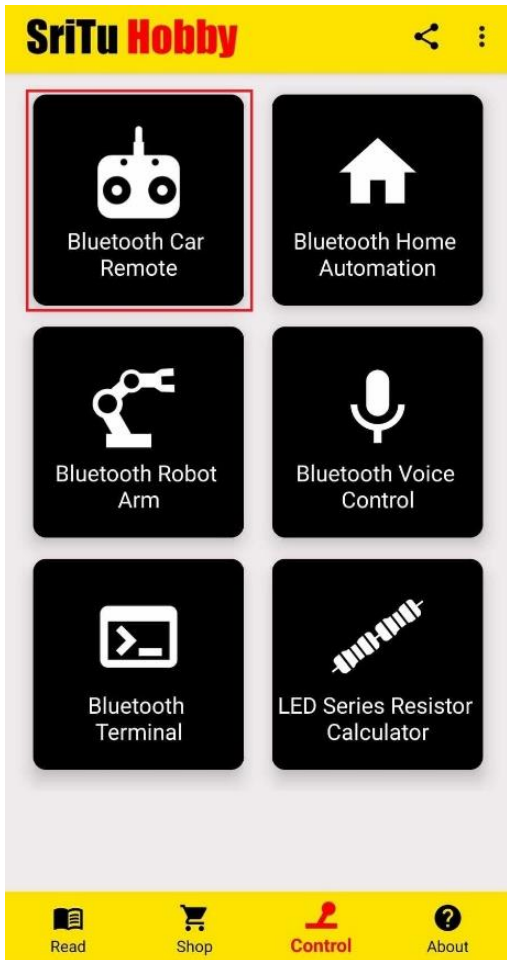 SriTu Hobby
Bluetooth Car
Remote
Bluetooth Home
Automation
Bluetooth Robot
Arm
Bluetooth Voice
Control
Bluetooth
Terminal
LED Series Resistor
Calculator
Read
Shop
Control
About